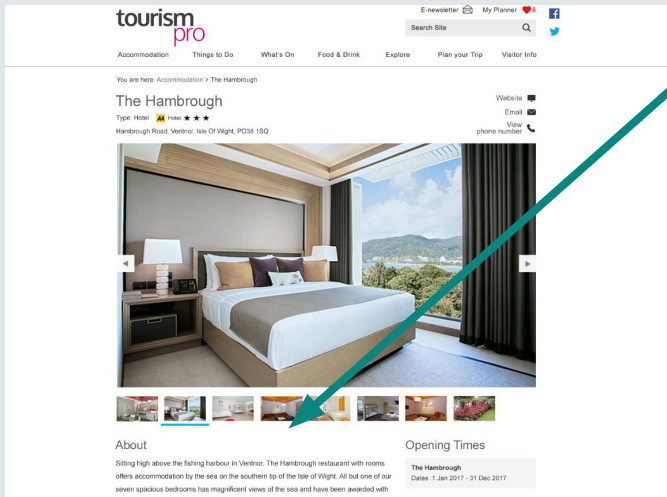 tourism
pro
E-newsletter My Planner 6
Search Site
Accommodation Things to Do What's On Food & Drink Explore Plan your Trip Visitor Info
You are here: Accommodation > The Hambrough
The Hambrough
Type: Hotel AA Hotel ★ ★ ★
Hambrough Road, Ventnor, Isle Of Wight, PO38 1SQ
Website
Email
View
phone number
About
Sitting high above the fishing harbour in Ventnor, The Hambrough restaurant with rooms
offers accommodation by the sea on the southern tip of the Isle of Wight. All but one of our
seven spacious bedrooms has magnificent views of the sea and have been awarded with
Opening Times
The Hambrough
Dates :1 Jan 2017 - 31 Dec 2017